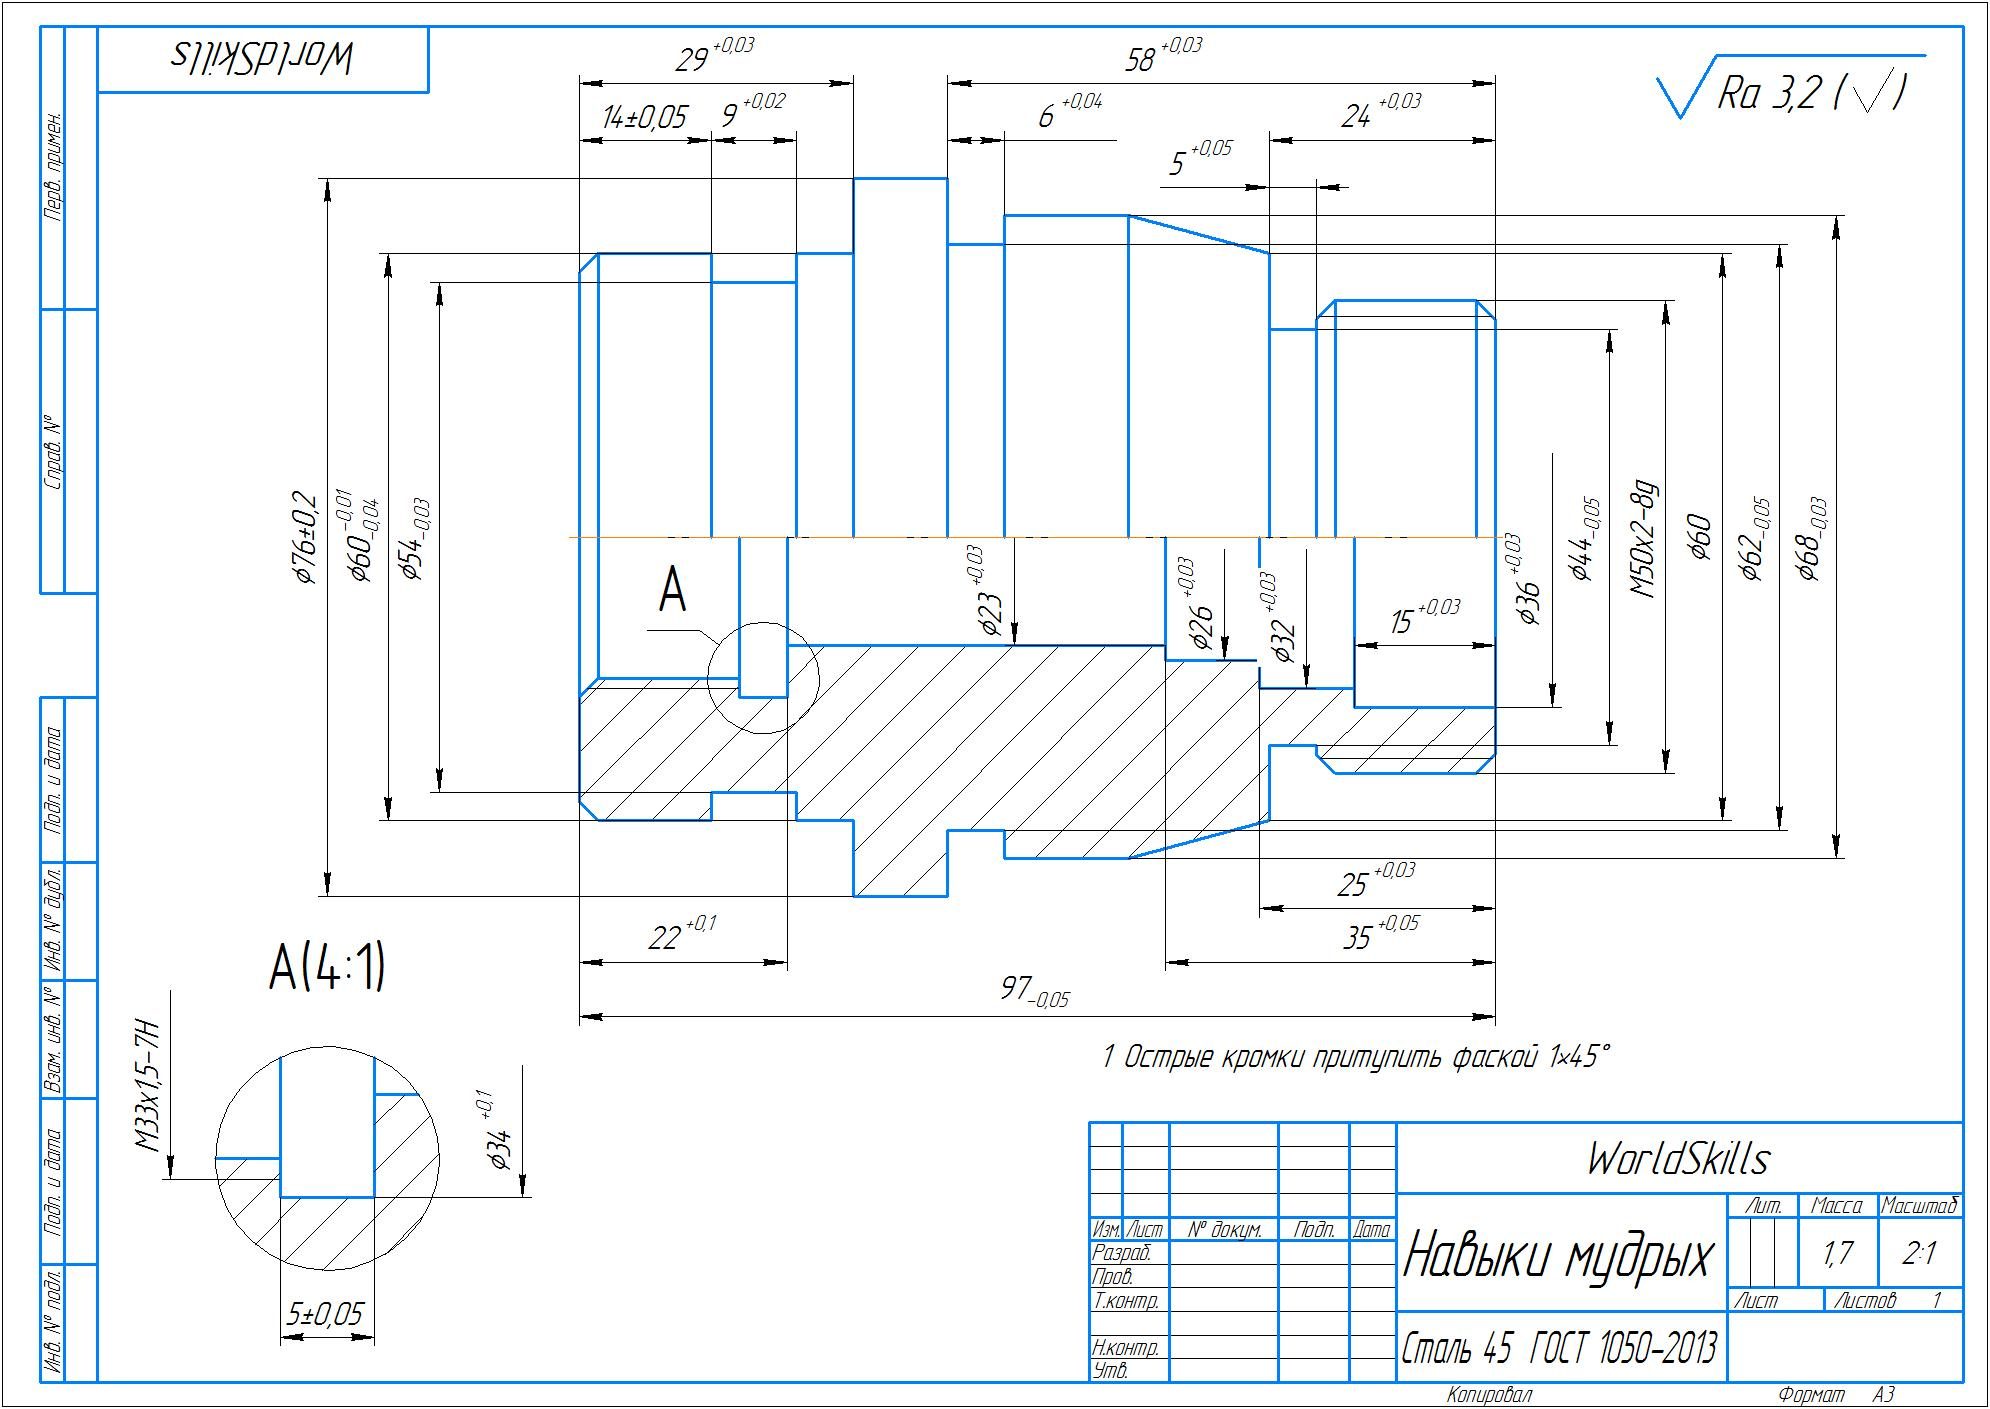 WorldSkills
Перв. примен.
Справ. №
Подп. и дата
Инв. № дубл.
Взам. инв. №
Подп. и дата
Инв. № подл.
29 +0,03
58 +0,03
14±0,05
9 +0,02
6 +0,04
24 +0,03
5 +0,05
Ra 3,2 (√)
⌀76±0,2
⌀60 -0,01 -0,04
⌀54-0,03
А
⌀23 +0,03
⌀26 +0,03
⌀32 +0,03
15 +0,03
⌀36 +0,03
⌀44-0,05
М50х2-8g
⌀60
⌀62-0,05
⌀68-0,03
25 +0,03
22 +0,1
35 +0,05
97-0,05
А(4:1)
М33х1,5-7Н
⌀34 +0,1
5±0,05
1 Острые кромки притупить фаской 1×45°
WorldSkills
Изм. Лист № докум. Подп. Дата
Разраб.
Пров.
Т.контр.
Н.контр.
Утв.
Навыки мудрых
Лит. Масса Масштаб
1,7 2:1
Лист Листов 1
Сталь 45 ГОСТ 1050-2013
Копировал Формат А3